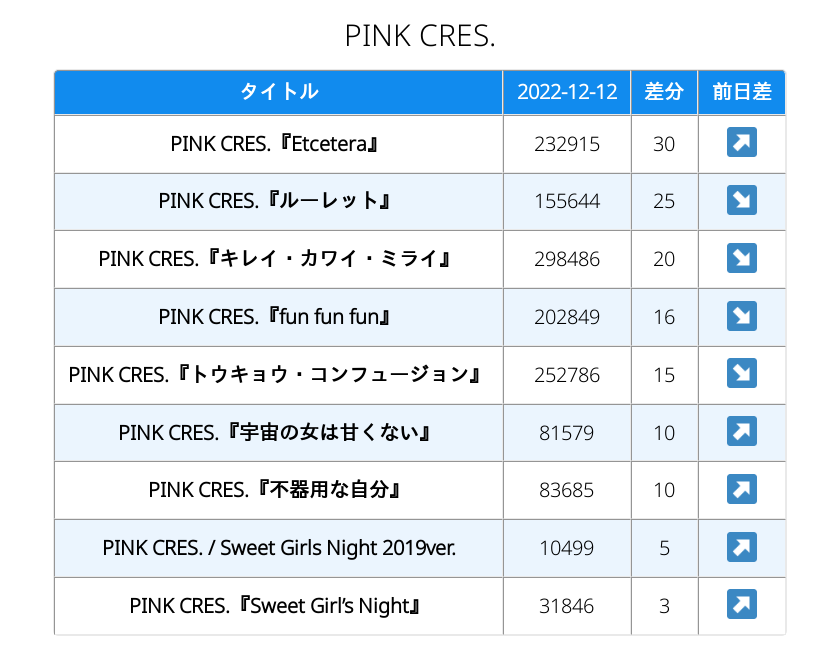 PINK CRES.
タイトル 2022-12-12 差分 前日差
PINK CRES.『Etcetera』 232915 30 ↗
PINK CRES.『ルーレット』 155644 25 ↘
PINK CRES.『キレイ・カワイ・ミライ』 298486 20 ↘
PINK CRES.『fun fun fun』 202849 16 ↘
PINK CRES.『トウキョウ・コンフュージョン』 252786 15 ↘
PINK CRES.『宇宙の女は甘くない』 81579 10 ↗
PINK CRES.『不器用な自分』 83685 10 ↗
PINK CRES. / Sweet Girls Night 2019ver. 10499 5 ↗
PINK CRES.『Sweet Girl’s Night』 31846 3 ↗